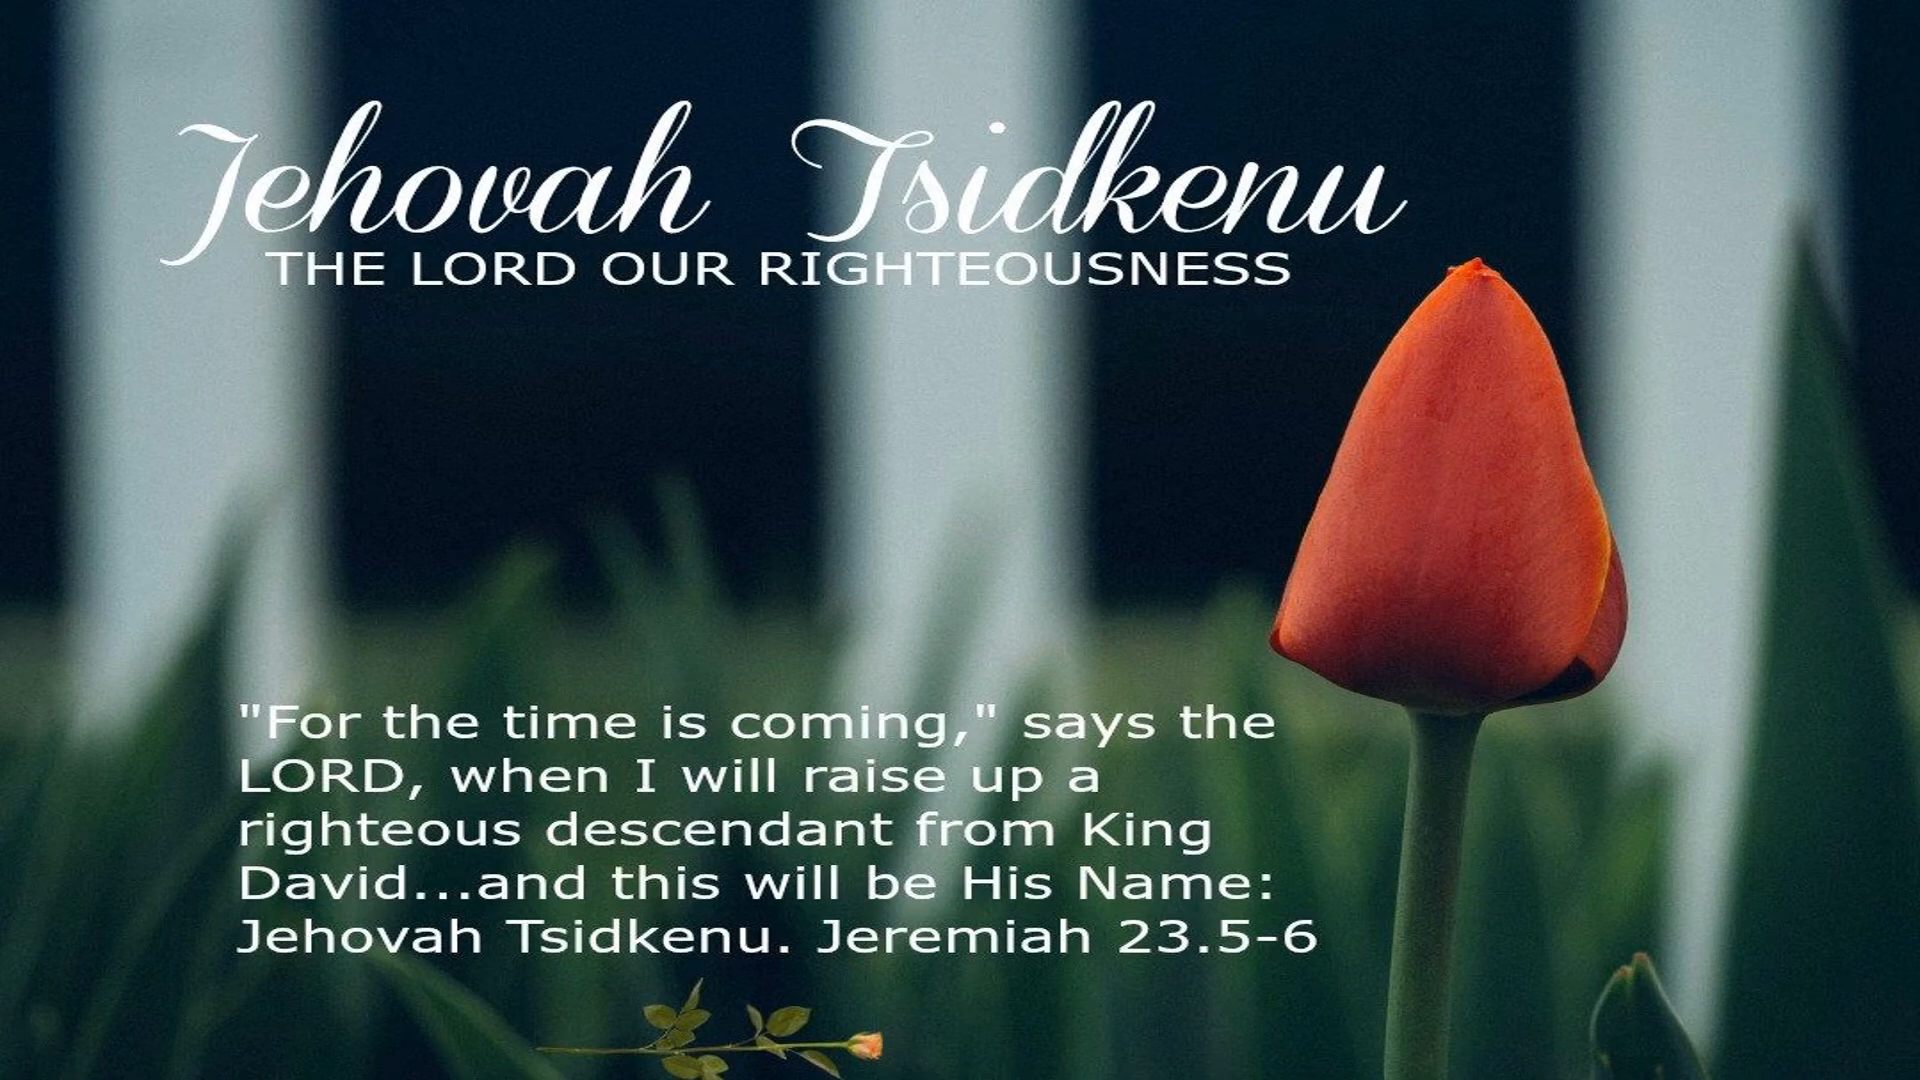 Jehovah Tsidkenu
THE LORD OUR RIGHTEOUSNESS
"For the time is coming," says the
LORD, when I will raise up a
righteous descendant from King
David...and this will be His Name:
Jehovah Tsidkenu. Jeremiah 23.5-6